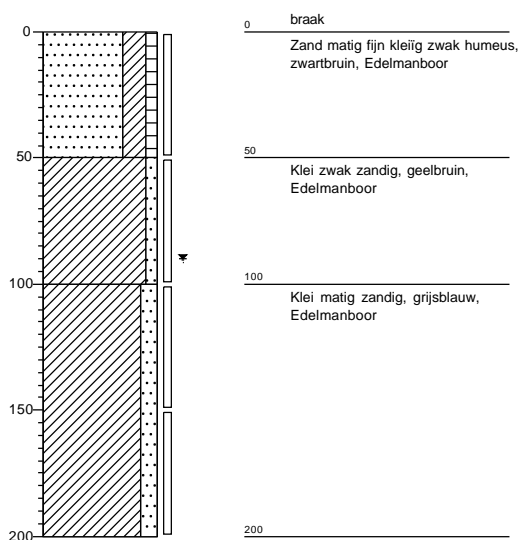 0
50
100
150
200
0
braak
Zand matig fijn kleiïg zwak humeus,
zwartbruin, Edelmanboor
50
Klei zwak zandig, geelbruin,
Edelmanboor
100
Klei matig zandig, grijsblauw,
Edelmanboor
200